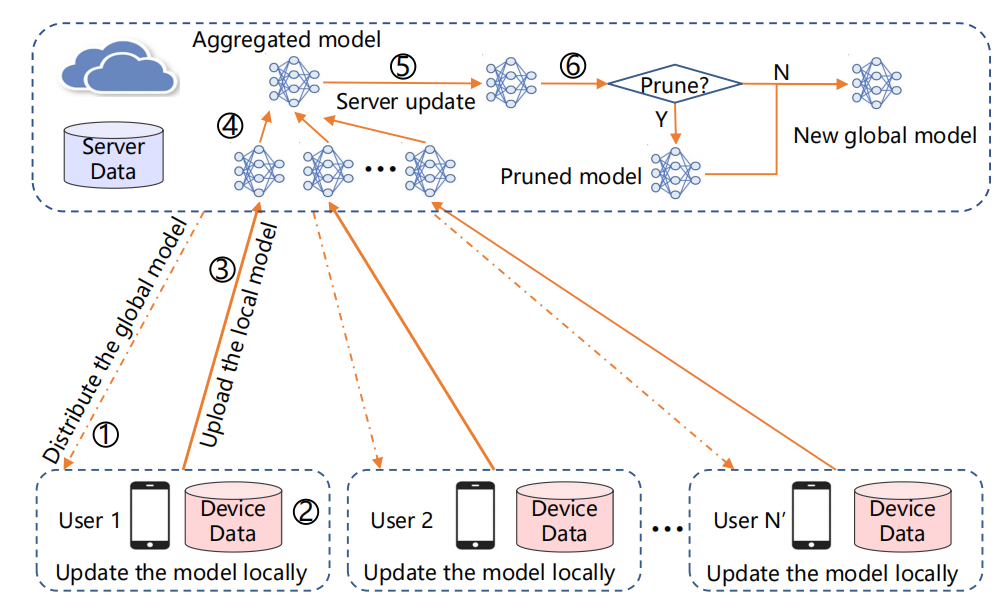 Aggregated model
⑤
⑥
Prune?
N
Server update
④
Y
New global model
Server
Data
Pruned model
...
Distribute the global model
①
③
Upload the local model
User 1
Device
Data
②
Update the model locally
User 2
Device
Data
Update the model locally
...
User N′
Device
Data
Update the model locally